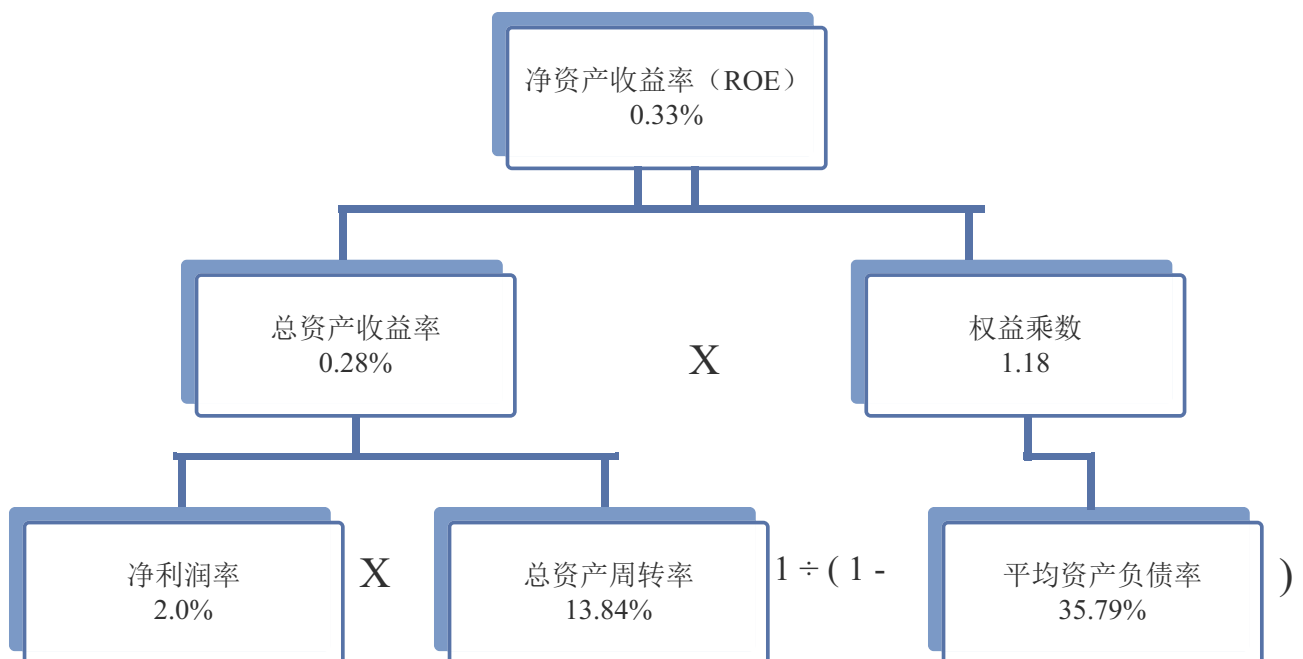 净资产收益率（ROE）
0.33%
总资产收益率
0.28%
X
权益乘数
1.18
净利润率
2.0%
X
总资产周转率
13.84%
1 ÷ ( 1 -
平均资产负债率
35.79%
)